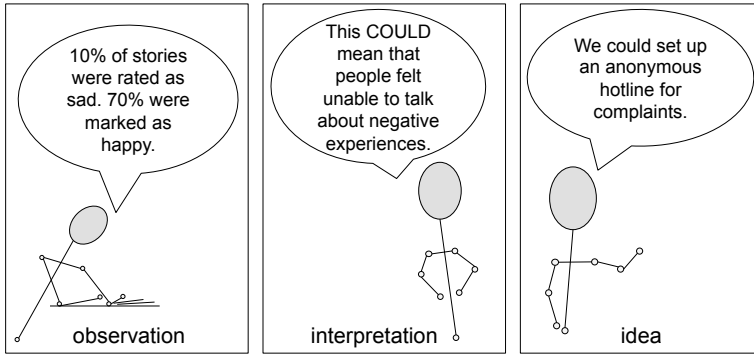 10% of stories
were rated as
sad. 70% were
marked as
happy.
observation
This COULD
mean that
people felt
unable to talk
about negative
experiences.
interpretation
We could set up
an anonymous
hotline for
complaints.
idea